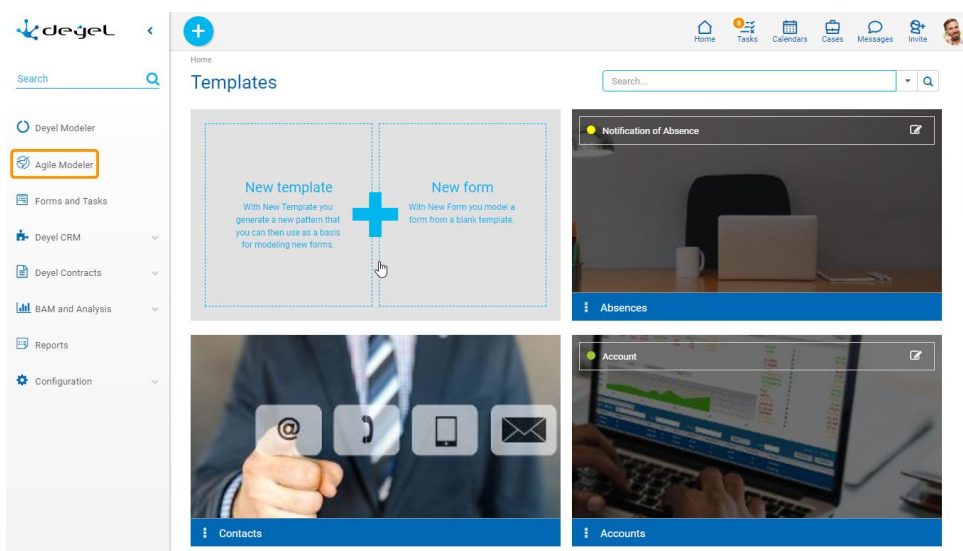 deyel
Search
Deyel Modeler
Agile Modeler
Forms and Tasks
Deyel CRM
Deyel Contracts
BAM and Analysis
Reports
Configuration
8
Home
Tasks
Calendars
Cases
Messages
Invite
Home
Templates
Search...
New template
With New Template you
generate a new pattern that
you can then use as a basis
for modeling new forms.
New form
With New Form you model a
form from a blank template.
Notification of Absence
Absences
@
Contacts
Account
Accounts